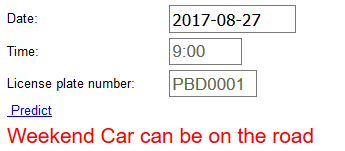 Date: 2017-08-27
Time: 9:00
License plate number: PBD0001
Predict
Weekend Car can be on the road